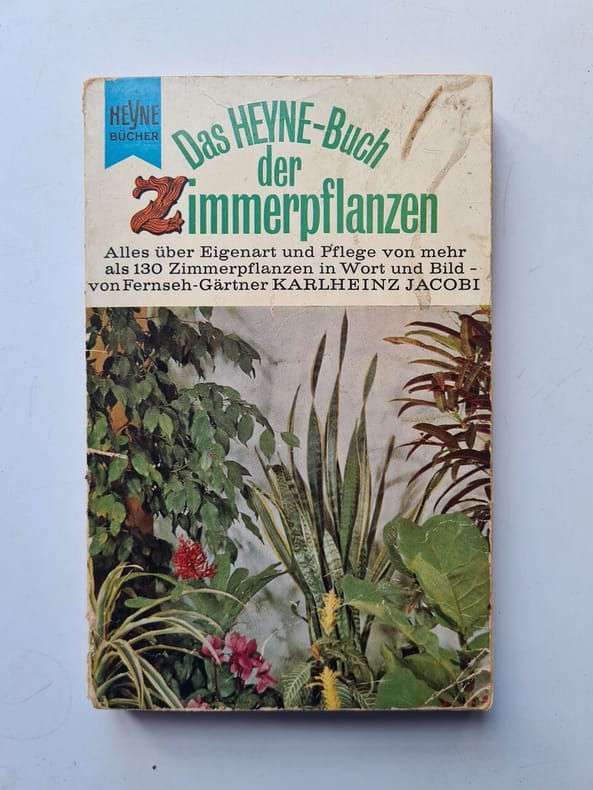 HEYNE
BÜCHER
Das HEYNE-Buch
der
Zimmerpflanzen
Alles über Eigenart und Pflege von mehr
als 130 Zimmerpflanzen in Wort und Bild -
von Fernseh-Gärtner KARLHEINZ JACOBI